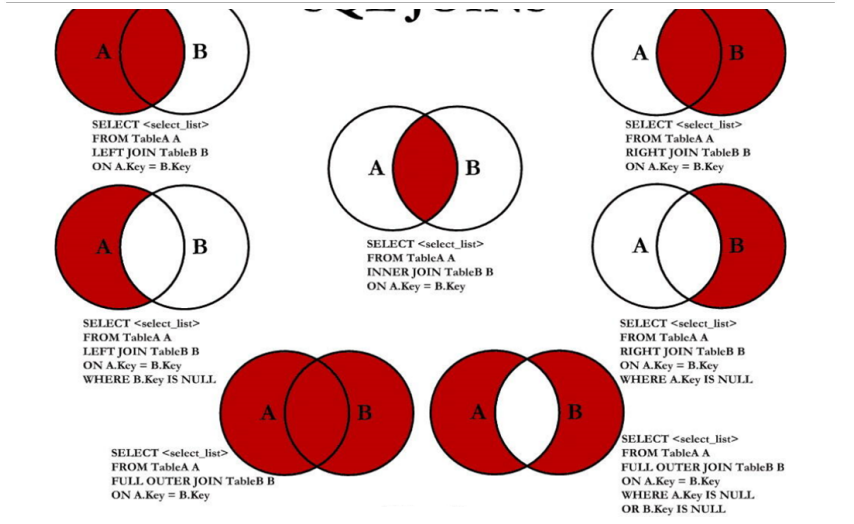 SQL JOINS
A B
SELECT <select_list>
FROM TableA A
LEFT JOIN TableB B
ON A.Key = B.Key
A B
SELECT <select_list>
FROM TableA A
RIGHT JOIN TableB B
ON A.Key = B.Key
A B
SELECT <select_list>
FROM TableA A
INNER JOIN TableB B
ON A.Key = B.Key
A B
SELECT <select_list>
FROM TableA A
LEFT JOIN TableB B
ON A.Key = B.Key
WHERE B.Key IS NULL
A B
SELECT <select_list>
FROM TableA A
RIGHT JOIN TableB B
ON A.Key = B.Key
WHERE A.Key IS NULL
A B
SELECT <select_list>
FROM TableA A
FULL OUTER JOIN TableB B
ON A.Key = B.Key
A B
SELECT <select_list>
FROM TableA A
FULL OUTER JOIN TableB B
ON A.Key = B.Key
WHERE A.Key IS NULL
OR B.Key IS NULL